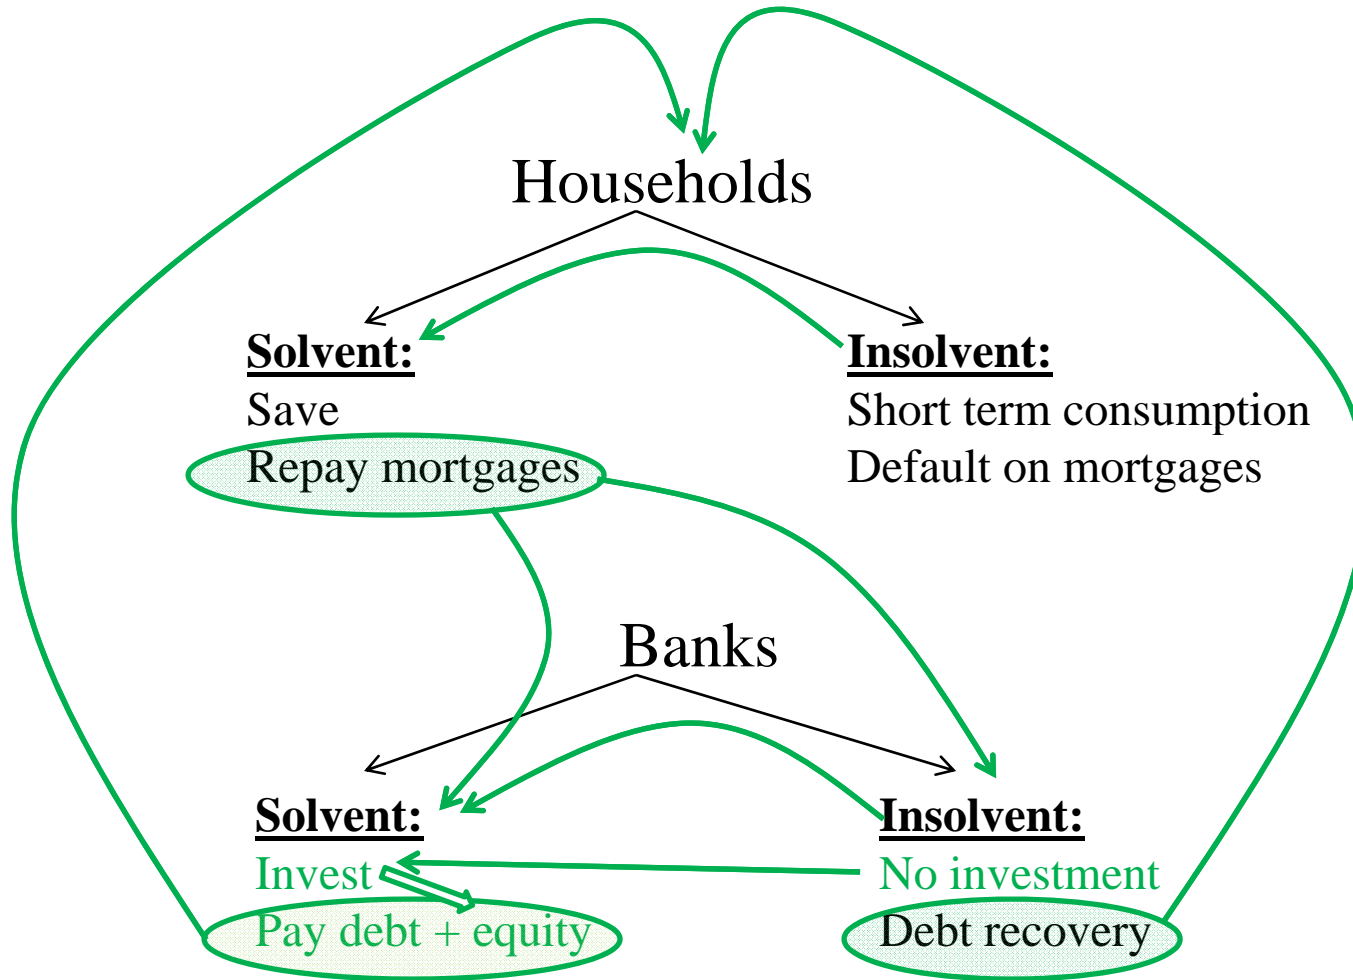 Households
Solvent:
Save
Repay mortgages
Insolvent:
Short term consumption
Default on mortgages
Banks
Solvent:
Invest
Pay debt + equity
Insolvent:
No investment
Debt recovery